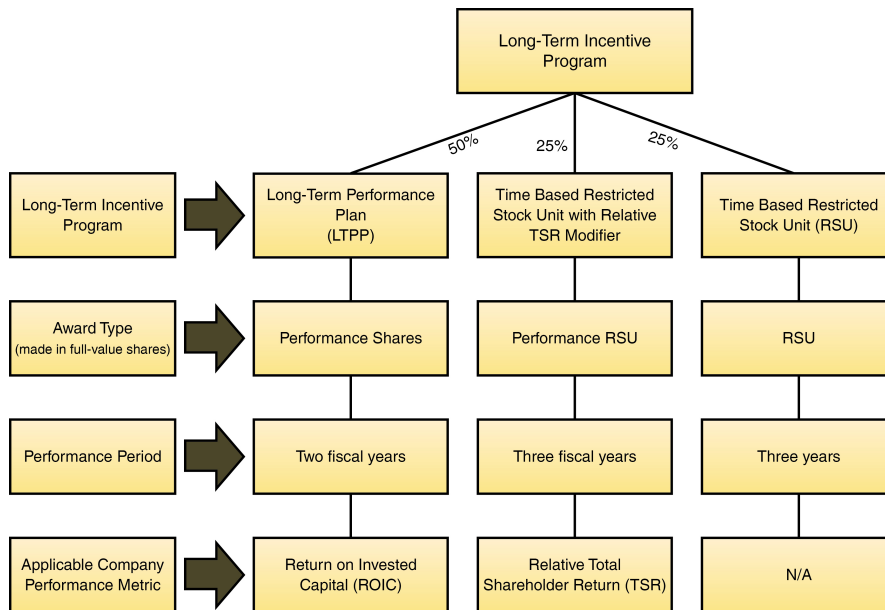 Long-Term Incentive
Program
50%
25%
25%
Long-Term Incentive
Program
Long-Term Performance
Plan
(LTPP)
Time Based Restricted
Stock Unit with Relative
TSR Modifier
Time Based Restricted
Stock Unit (RSU)
Award Type
(made in full-value shares)
Performance Shares
Performance RSU
RSU
Performance Period
Two fiscal years
Three fiscal years
Three years
Applicable Company
Performance Metric
Return on Invested
Capital (ROIC)
Relative Total
Shareholder Return (TSR)
N/A